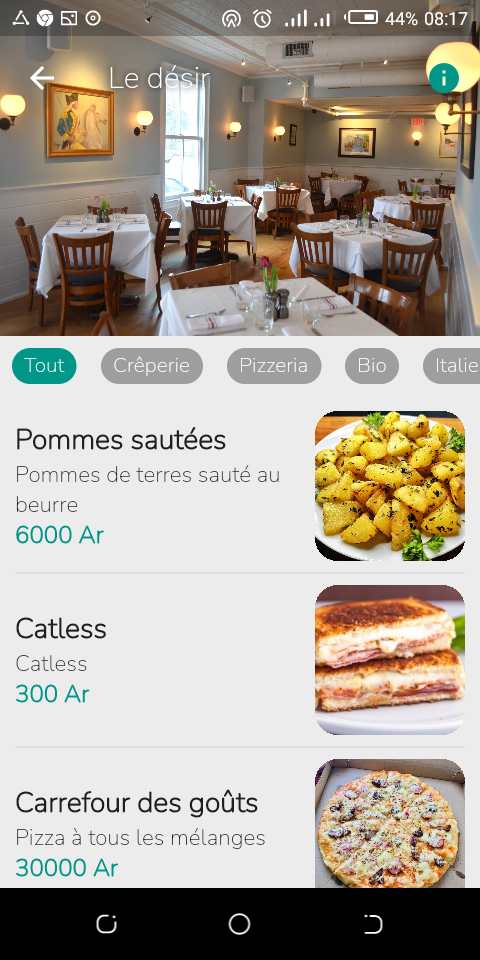 44% 08:17
Le désir
Tout Crêperie Pizzeria Bio Italie
Pommes sautées
Pommes de terres sauté au
beurre
6000 Ar
Catless
Catless
300 Ar
Carrefour des goûts
Pizza à tous les mélanges
30000 Ar